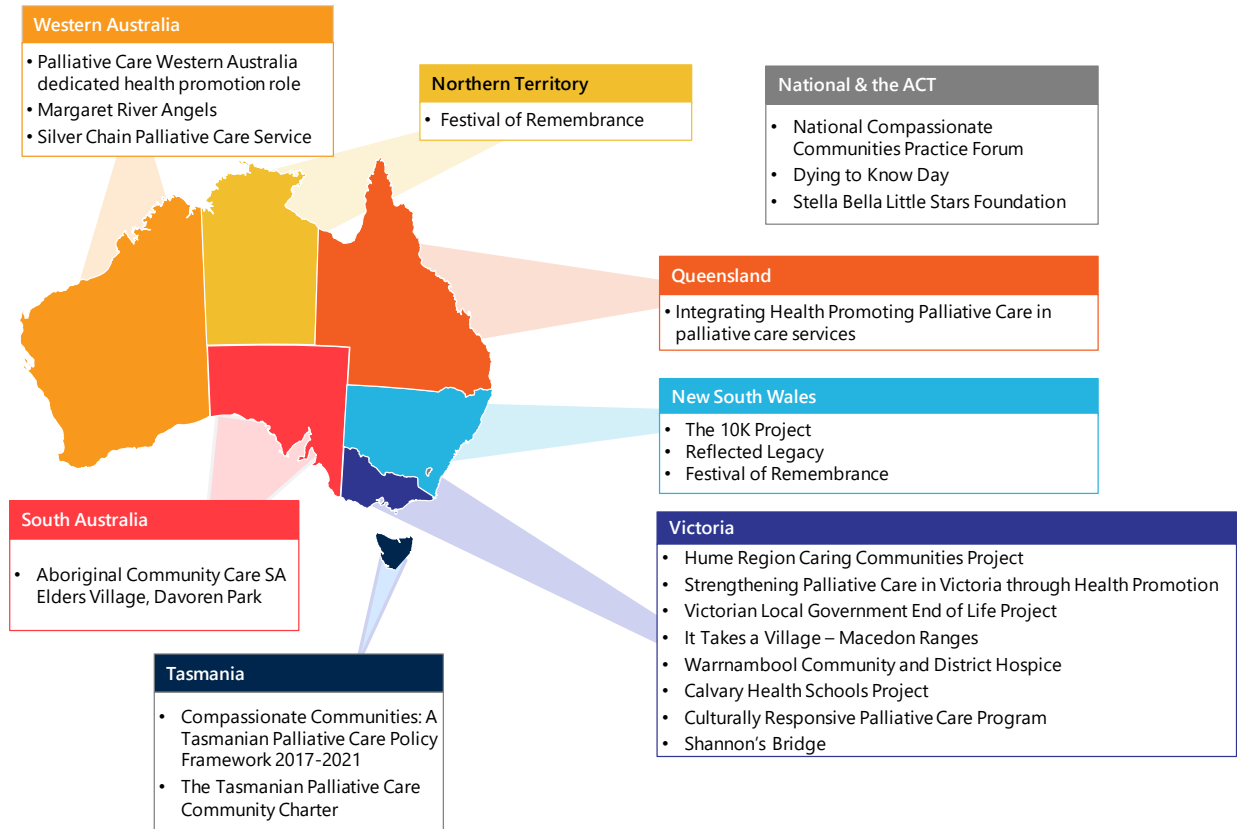 Western Australia
• Palliative Care Western Australia
dedicated health promotion role
• Margaret River Angels
• Silver Chain Palliative Care Service
Northern Territory
• Festival of Remembrance
National & the ACT
• National Compassionate
Communities Practice Forum
• Dying to Know Day
• Stella Bella Little Stars Foundation
Queensland
• Integrating Health Promoting Palliative Care in
palliative care services
New South Wales
• The 10K Project
• Reflected Legacy
• Festival of Remembrance
South Australia
• Aboriginal Community Care SA
Elders Village, Davoren Park
Victoria
• Hume Region Caring Communities Project
• Strengthening Palliative Care in Victoria through Health Promotion
• Victorian Local Government End of Life Project
• It Takes a Village – Macedon Ranges
• Warrnambool Community and District Hospice
• Calvary Health Schools Project
• Culturally Responsive Palliative Care Program
• Shannon's Bridge
Tasmania
• Compassionate Communities: A
Tasmanian Palliative Care Policy
Framework 2017-2021
• The Tasmanian Palliative Care
Community Charter